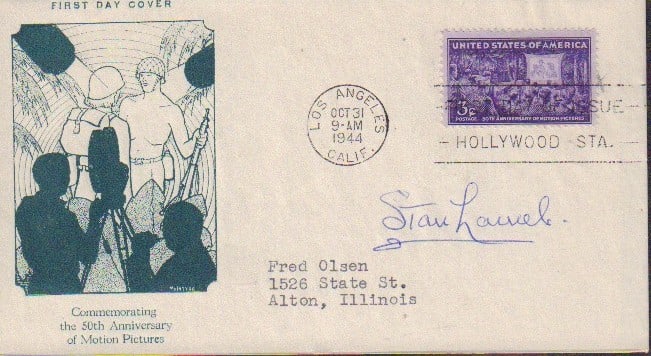 FIRST DAY COVER
UNITED STATES OF AMERICA
3¢
POSTAGE 50TH ANNIVERSARY OF MOTION PICTURES
LOS ANGELES
OCT 31
9-AM
1944
CALIF.
ISSUE
HOLLYWOOD STA.
Stan Laurel.
Fred Olsen
1526 State St.
Alton, Illinois
Commemorating
the 50th Anniversary
of Motion Pictures